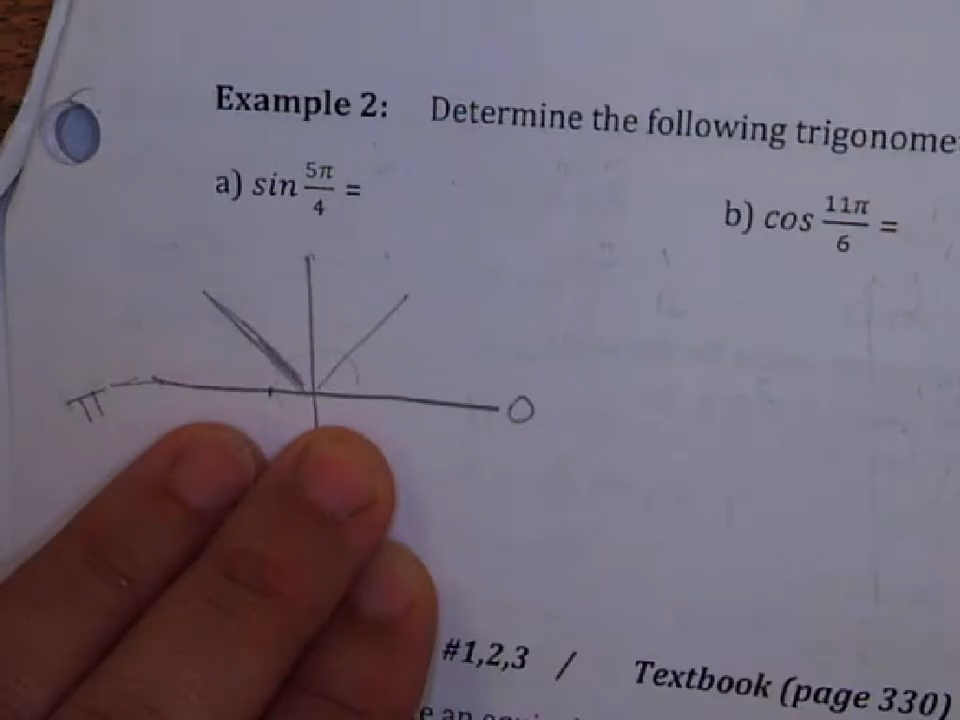 Example 2: Determine the following trigonome
a) sin 5π/4 =
b) cos 11π/6 =
π
0
#1,2,3 / Textbook (page 330)
e an